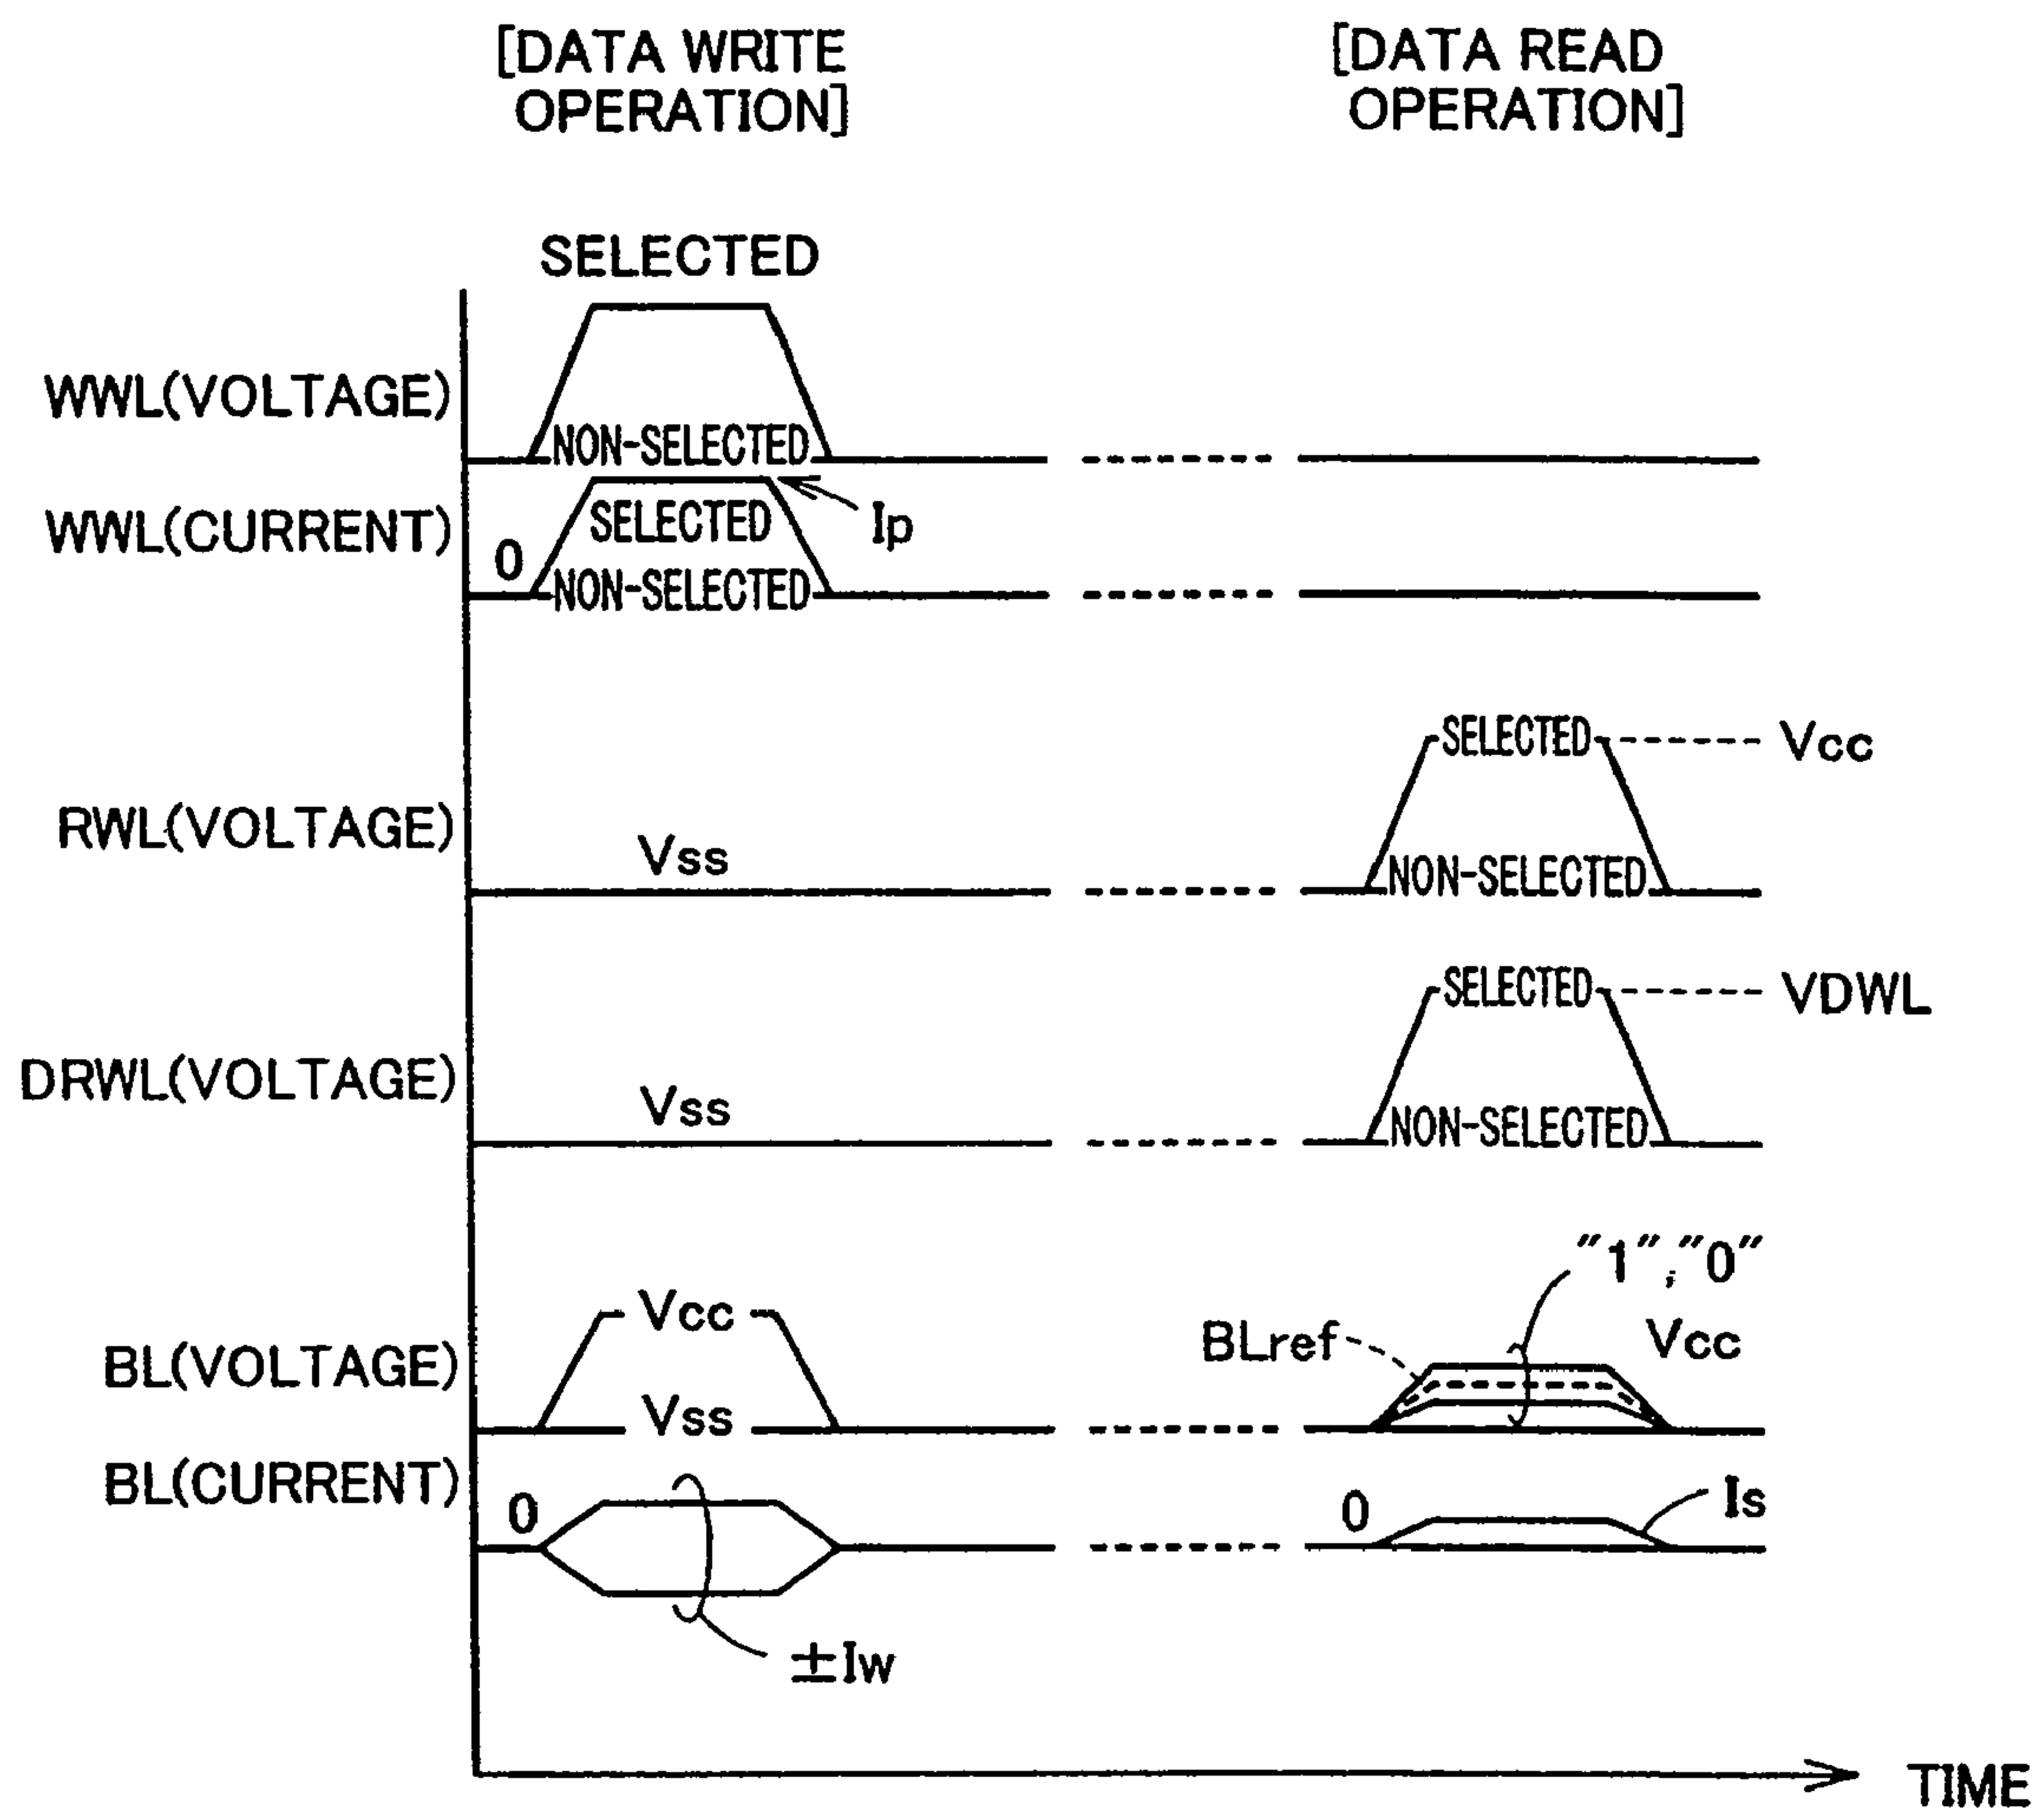 [DATA WRITE
OPERATION]
[DATA READ
OPERATION]
SELECTED
WWL(VOLTAGE)
NON-SELECTED
WWL(CURRENT)
SELECTED
Ip
0
NON-SELECTED
SELECTED
Vcc
RWL(VOLTAGE)
Vss
NON-SELECTED
SELECTED
VDWL
DRWL(VOLTAGE)
Vss
NON-SELECTED
"1","0"
Vcc
BLref
Vcc
BL(VOLTAGE)
Vss
BL(CURRENT)
0
0
Is
±Iw
TIME